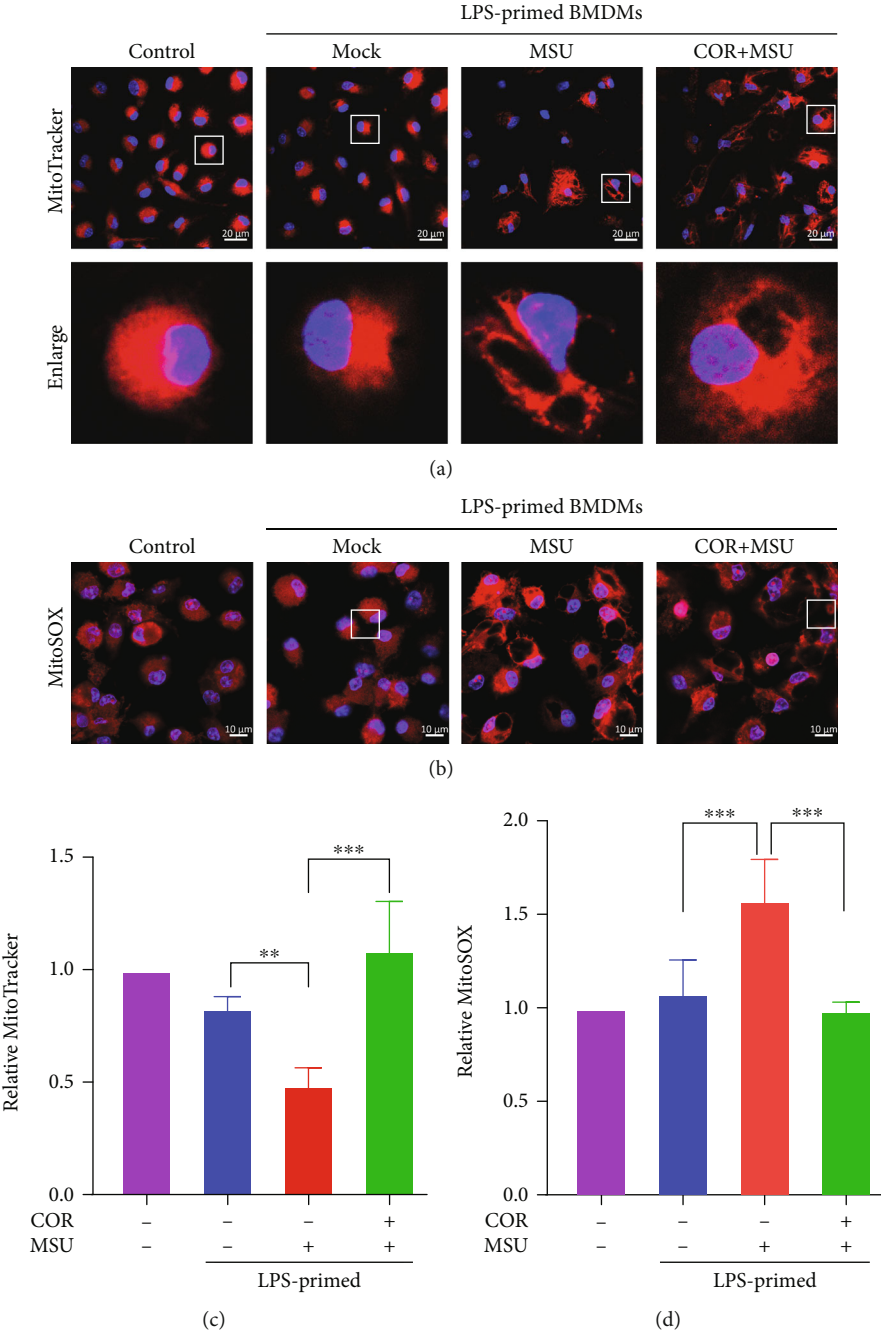 LPS-primed BMDMs
Control Mock MSU COR+MSU
MitoTracker
20 μm 20 μm 20 μm 20 μm
Enlarge
(a)
LPS-primed BMDMs
Control Mock MSU COR+MSU
MitoSOX
10 μm 10 μm 10 μm 10 μm
(b)
Relative MitoTracker
1.5
1.0
0.5
0.0
** ***
COR – – – +
MSU – – + +
LPS-primed
(c)
Relative MitoSOX
2.0
1.5
1.0
0.5
0.0
*** ***
COR – – – +
MSU – – + +
LPS-primed
(d)